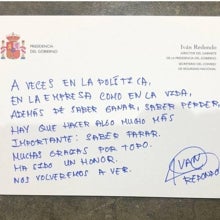 PRESIDENCIA
DEL GOBIERNO
Iván Redondo
DIRECTOR DEL GABINETE
DE LA PRESIDENCIA DEL GOBIERNO
SECRETARIO DEL CONSEJO
DE SEGURIDAD NACIONAL
A VECES EN LA POLÍTICA,
EN LA EMPRESA COMO EN LA VIDA,
ADEMÁS DE SABER GANAR, SABER PERDER,
HAY QUE HACER ALGO MUCHO MÁS
IMPORTANTE: SABER PARAR.
MUCHAS GRACIAS POR TODO.
HA SIDO UN HONOR.
NOS VOLVEREMOS A VER.
IVAN
REDONDO